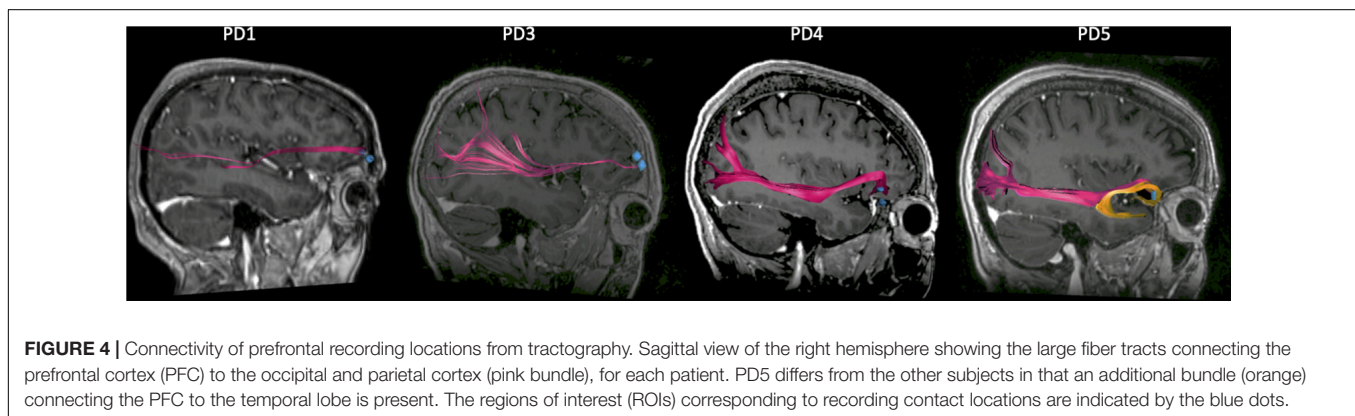 PD1 PD3 PD4 PD5
FIGURE 4 | Connectivity of prefrontal recording locations from tractography. Sagittal view of the right hemisphere showing the large fiber tracts connecting the
prefrontal cortex (PFC) to the occipital and parietal cortex (pink bundle), for each patient. PD5 differs from the other subjects in that an additional bundle (orange)
connecting the PFC to the temporal lobe is present. The regions of interest (ROIs) corresponding to recording contact locations are indicated by the blue dots.